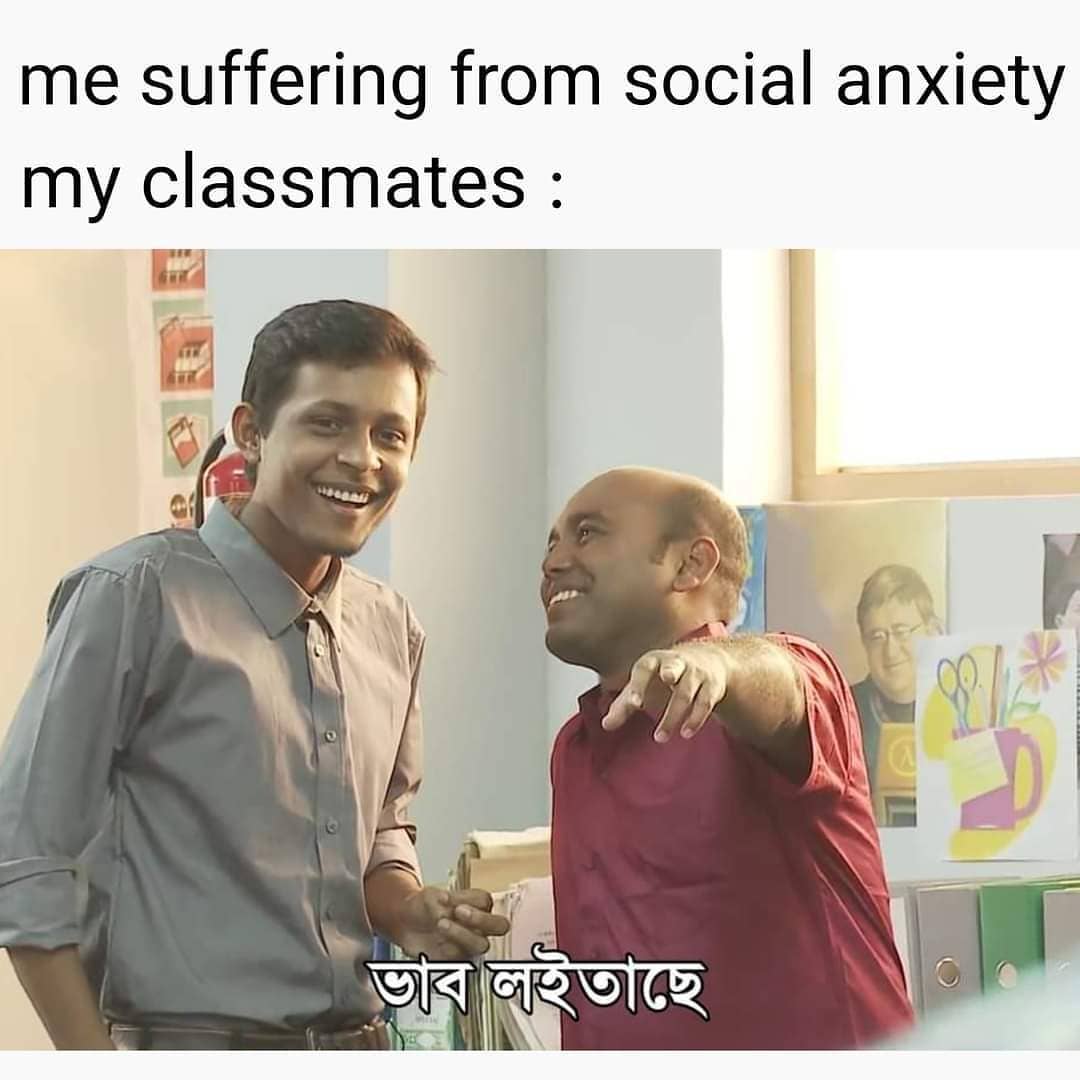 me suffering from social anxiety
my classmates :
ভাব লইতাছে